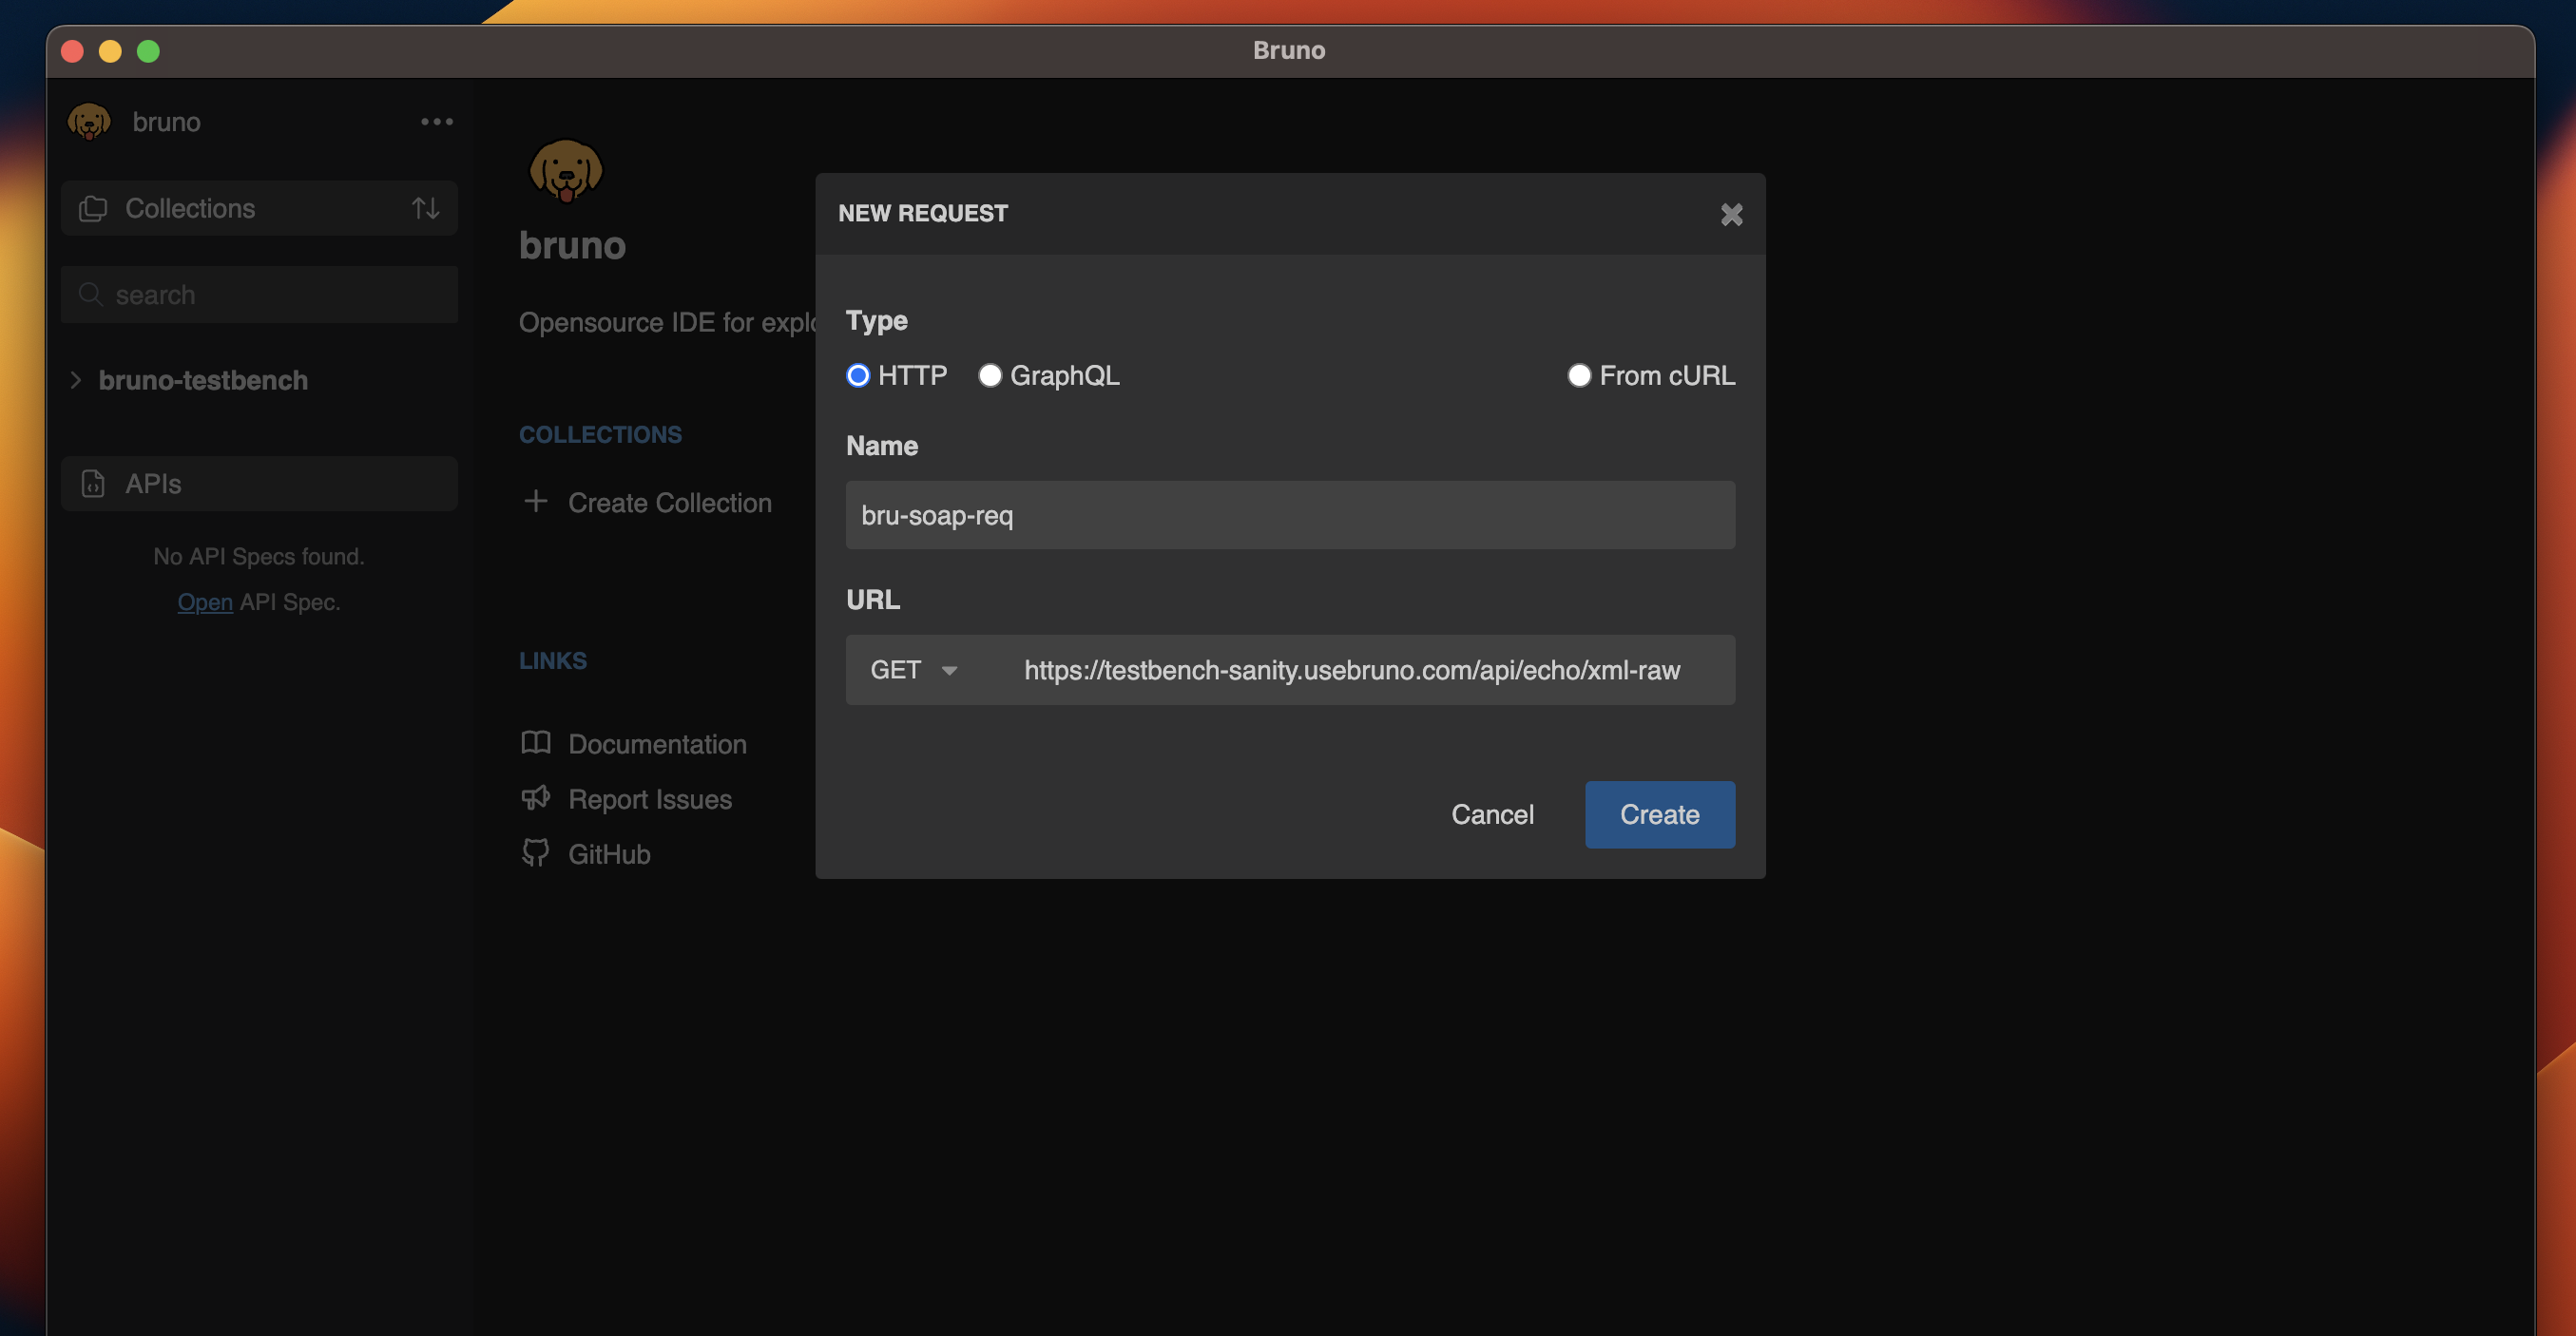 Bruno
bruno
Collections
search
bruno-testbench
APIs
No API Specs found.
Open API Spec.
bruno
Opensource IDE for explo
COLLECTIONS
Create Collection
LINKS
Documentation
Report Issues
GitHub
NEW REQUEST
Type
HTTP GraphQL From cURL
Name
bru-soap-req
URL
GET https://testbench-sanity.usebruno.com/api/echo/xml-raw
Cancel Create